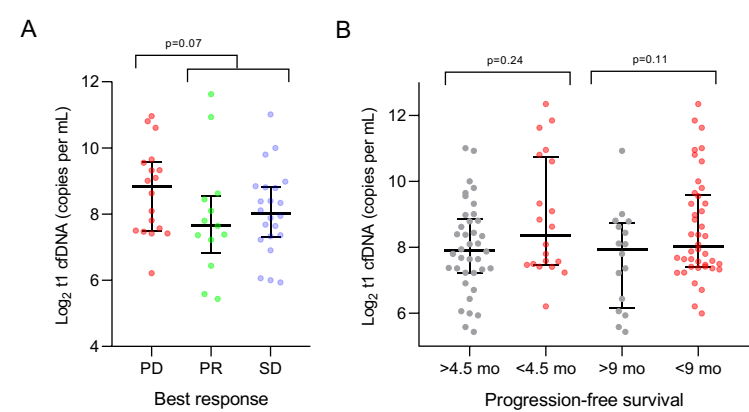 A
p=0.07
Log2 t1 cfDNA (copies per mL)
12
10
8
6
4
PD PR SD
Best response
B
p=0.24 p=0.11
Log2 t1 cfDNA (copies per mL)
12
10
8
6
>4.5 mo <4.5 mo >9 mo <9 mo
Progression-free survival